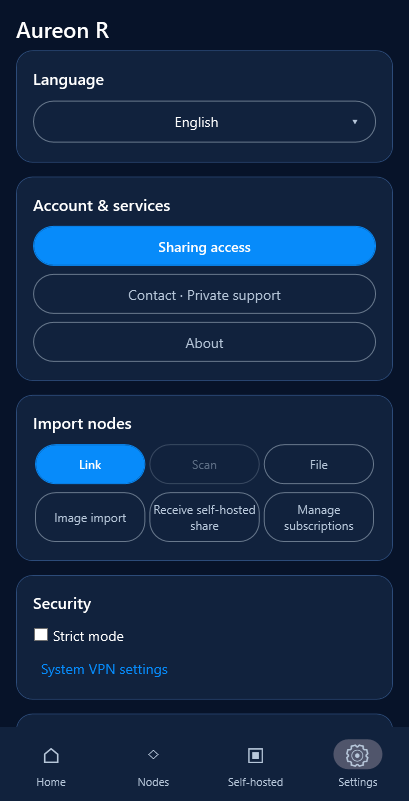 Aureon R
Language
English
Account & services
Sharing access
Contact · Private support
About
Import nodes
Link
Scan
File
Image import
Receive self-hosted
share
Manage
subscriptions
Security
Strict mode
System VPN settings
Home
Nodes
Self-hosted
Settings